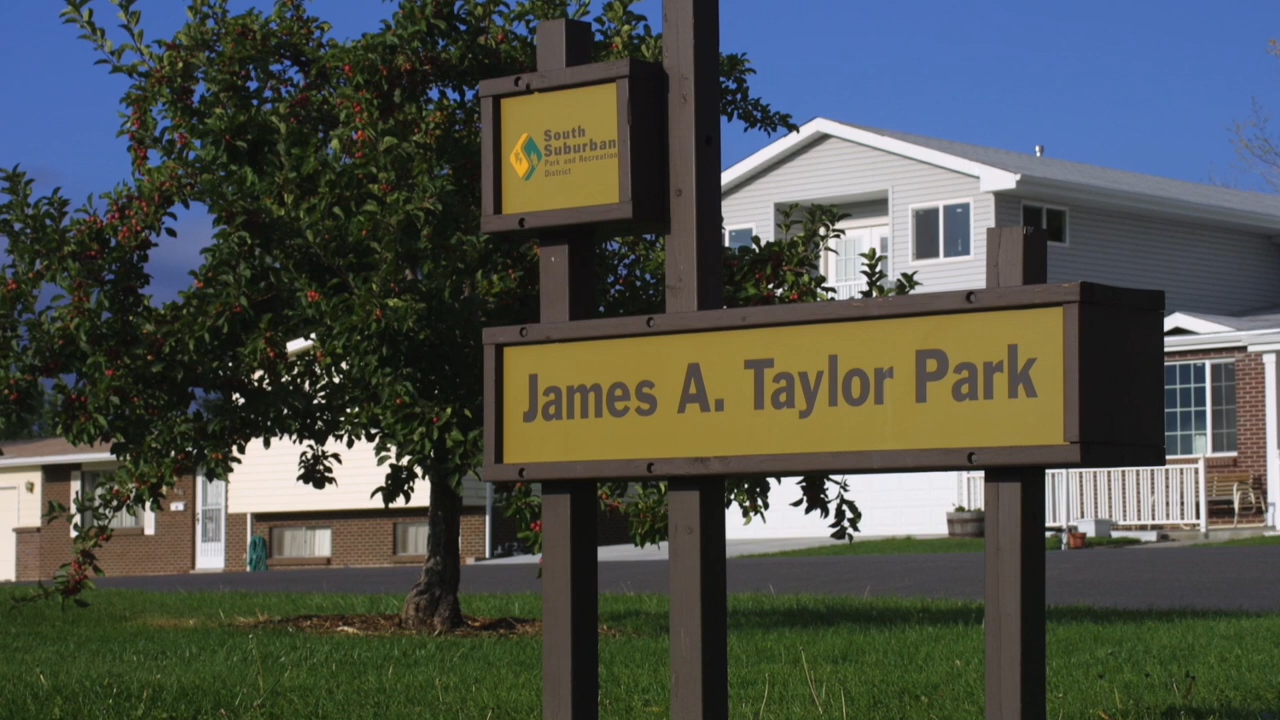 South
Suburban
Park and Recreation
District
James A. Taylor Park